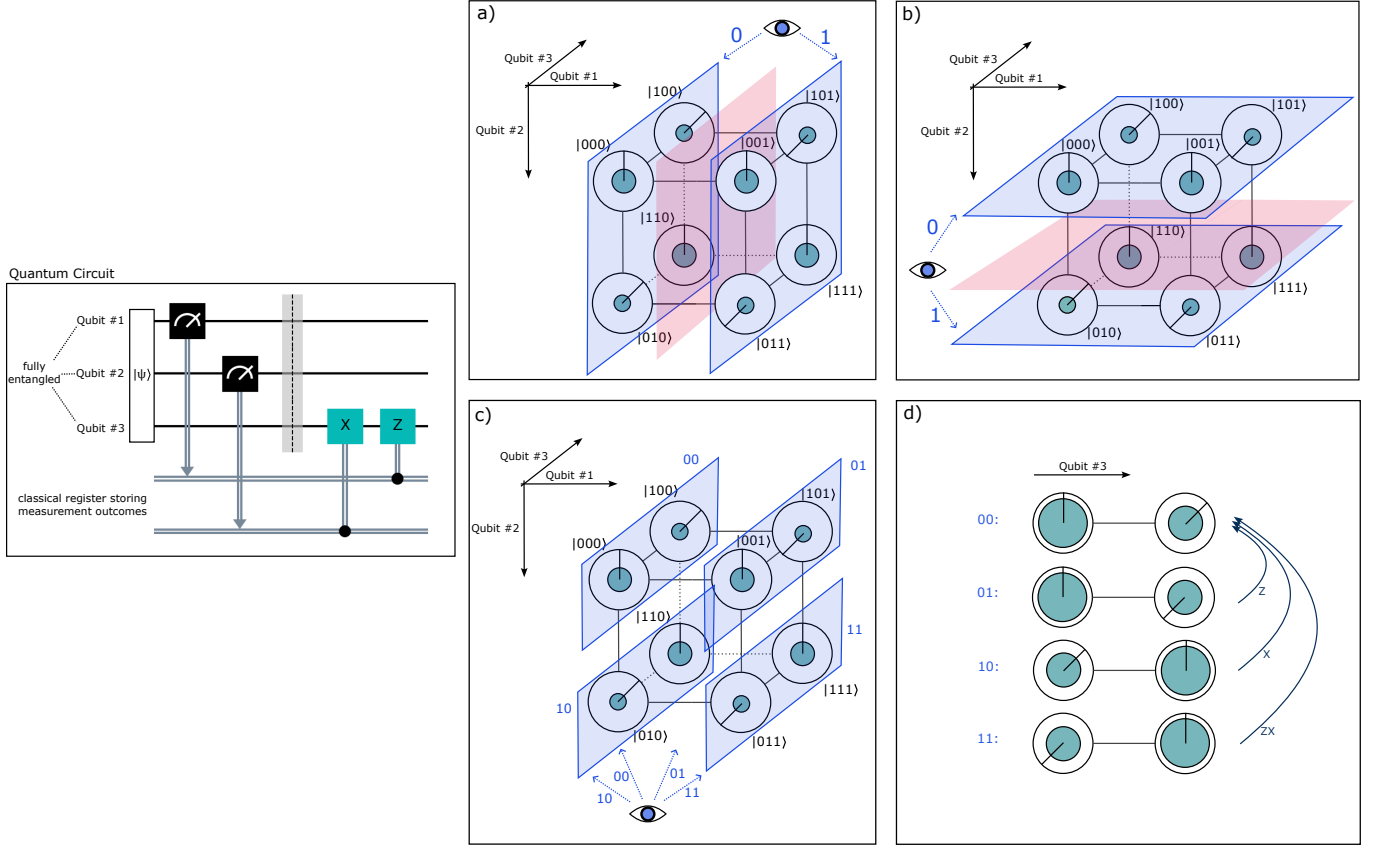 Quantum Circuit
Qubit #1
fully
entangled
Qubit #2
|ψ⟩
Qubit #3
X
Z
classical register storing
measurement outcomes
a)
0
1
Qubit #3
Qubit #1
Qubit #2
|100⟩
|101⟩
|000⟩
|001⟩
|110⟩
|111⟩
|010⟩
|011⟩
b)
Qubit #3
Qubit #1
Qubit #2
|100⟩
|101⟩
|000⟩
|001⟩
0
|110⟩
1
|111⟩
|010⟩
|011⟩
c)
Qubit #3
Qubit #1
Qubit #2
00
01
|100⟩
|101⟩
|000⟩
|001⟩
|110⟩
11
|111⟩
10
|010⟩
|011⟩
00
01
10
11
d)
Qubit #3
00:
01:
Z
10:
X
11:
ZX